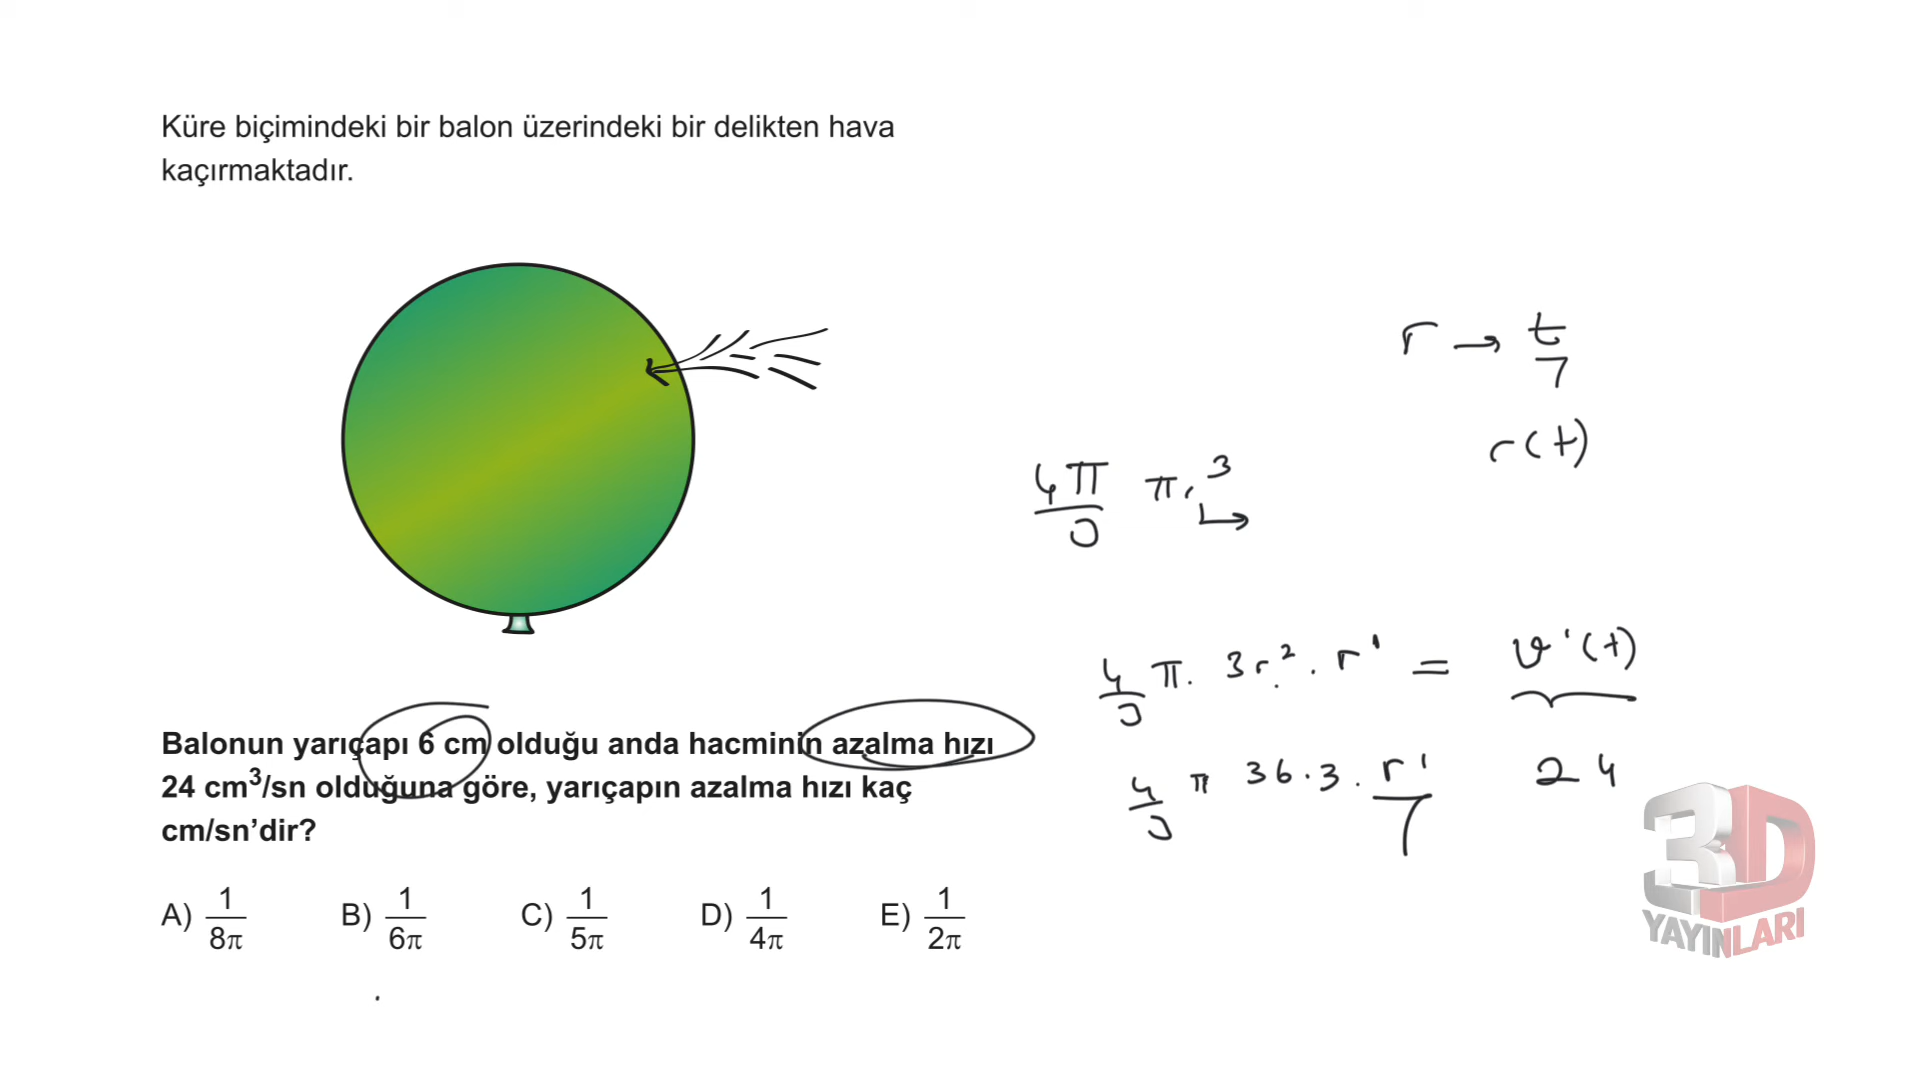 Küre biçimindeki bir balon üzerindeki bir delikten hava
kaçırmaktadır.
r → t/?
r(t)
4π/3 πr³
4/3 π. 3r². r' = v'(t)
Balonun yarıçapı 6 cm olduğu anda hacminin azalma hızı
24 cm³/sn olduğuna göre, yarıçapın azalma hızı kaç
cm/sn'dir?
4/3 π 36.3. r'/? 24
A) 1/8π B) 1/6π C) 1/5π D) 1/4π E) 1/2π
3D
YAYINLARI